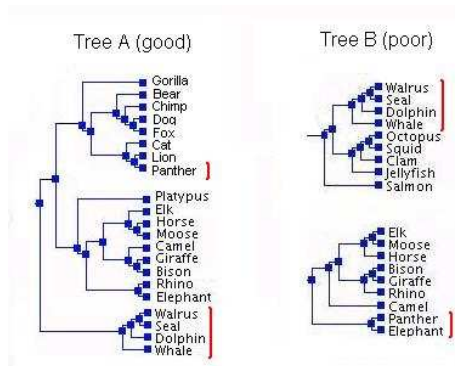 Tree A (good)
Gorilla
Bear
Chimp
Dog
Fox
Cat
Lion
Panther
Platypus
Elk
Horse
Moose
Camel
Giraffe
Bison
Rhino
Elephant
Walrus
Seal
Dolphin
Whale
Tree B (poor)
Walrus
Seal
Dolphin
Whale
Octopus
Squid
Clam
Jellyfish
Salmon
Elk
Moose
Horse
Bison
Giraffe
Rhino
Camel
Panther
Elephant